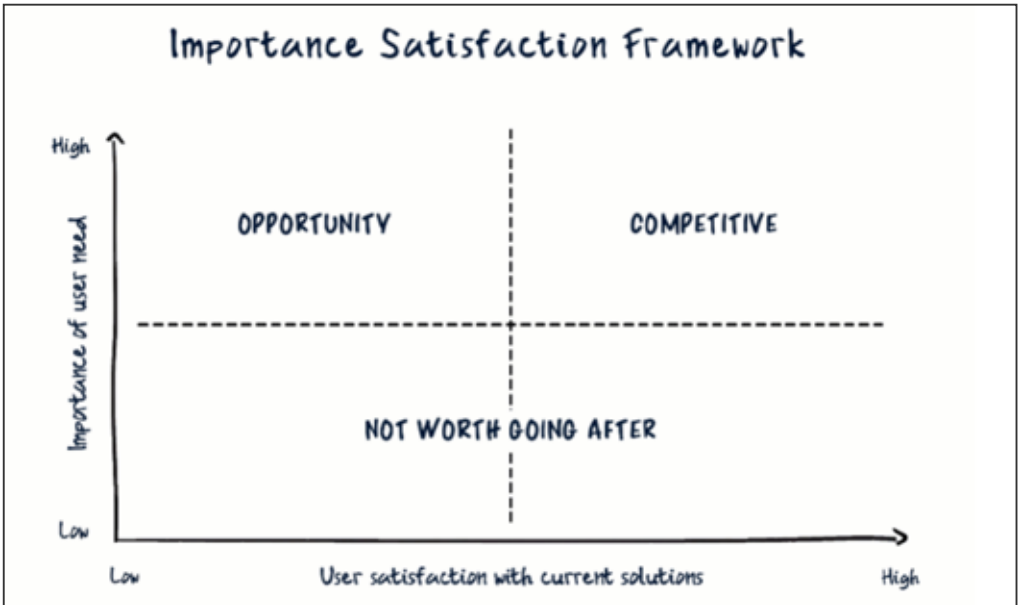 Importance Satisfaction Framework
High
OPPORTUNITY
COMPETITIVE
Importance of user need
NOT WORTH GOING AFTER
Low
Low
User satisfaction with current solutions
High